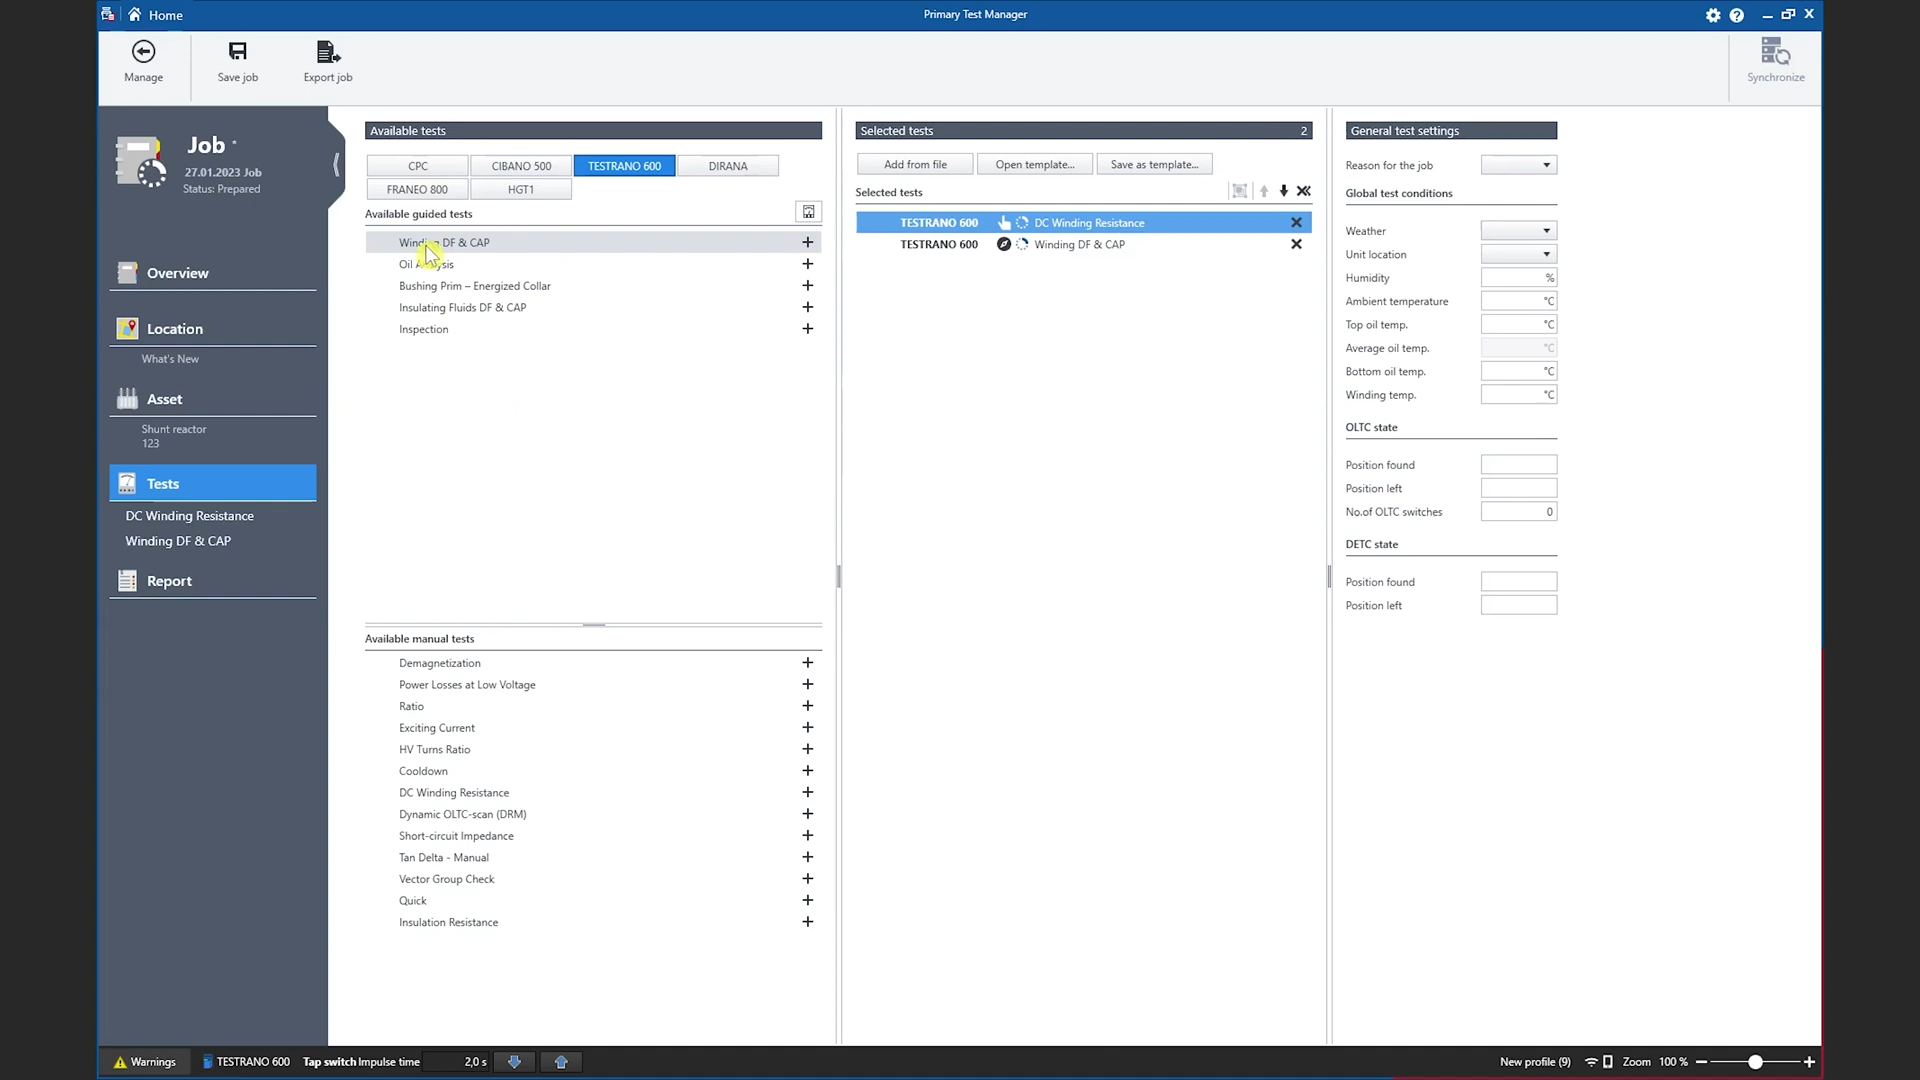 Home
Primary Test Manager
Manage
Save job
Export job
Synchronize
Job *
27.01.2023 Job
Status: Prepared
Overview
Location
What's New
Asset
Shunt reactor
123
Tests
DC Winding Resistance
Winding DF & CAP
Report
Available tests
CPC
CIBANO 500
TESTRANO 600
DIRANA
FRANEO 800
HGT1
Available guided tests
Winding DF & CAP
Oil Analysis
Bushing Prim – Energized Collar
Insulating Fluids DF & CAP
Inspection
Available manual tests
Demagnetization
Power Losses at Low Voltage
Ratio
Exciting Current
HV Turns Ratio
Cooldown
DC Winding Resistance
Dynamic OLTC-scan (DRM)
Short-circuit Impedance
Tan Delta - Manual
Vector Group Check
Quick
Insulation Resistance
Selected tests 2
Add from file
Open template...
Save as template...
Selected tests
TESTRANO 600 DC Winding Resistance
TESTRANO 600 Winding DF & CAP
General test settings
Reason for the job
Global test conditions
Weather
Unit location
Humidity %
Ambient temperature °C
Top oil temp. °C
Average oil temp. °C
Bottom oil temp. °C
Winding temp. °C
OLTC state
Position found
Position left
No.of OLTC switches 0
DETC state
Position found
Position left
Warnings
TESTRANO 600
Tap switch Impulse time 2,0 s
New profile (9)
Zoom 100 %